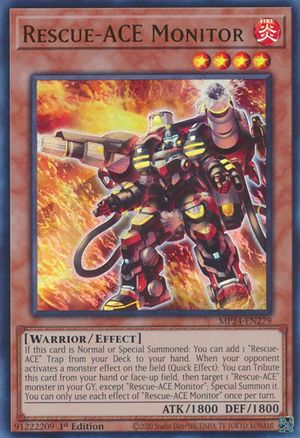 RESCUE-ACE MONITOR
FIRE
炎
MP24-EN279
[WARRIOR/EFFECT]
If this card is Normal or Special Summoned: You can add 1 "Rescue-
ACE" Trap from your Deck to your hand. When your opponent
activates a monster effect on the field (Quick Effect): You can Tribute
this card from your hand or face-up field, then target 1 "Rescue-ACE"
monster in your GY, except "Rescue-ACE Monitor"; Special Summon it.
You can only use each effect of "Rescue-ACE Monitor" once per turn.
ATK/1800 DEF/1800
91222209 1st Edition ©2020 Studio Dice/SHUEISHA, TV TOKYO, KONAMI